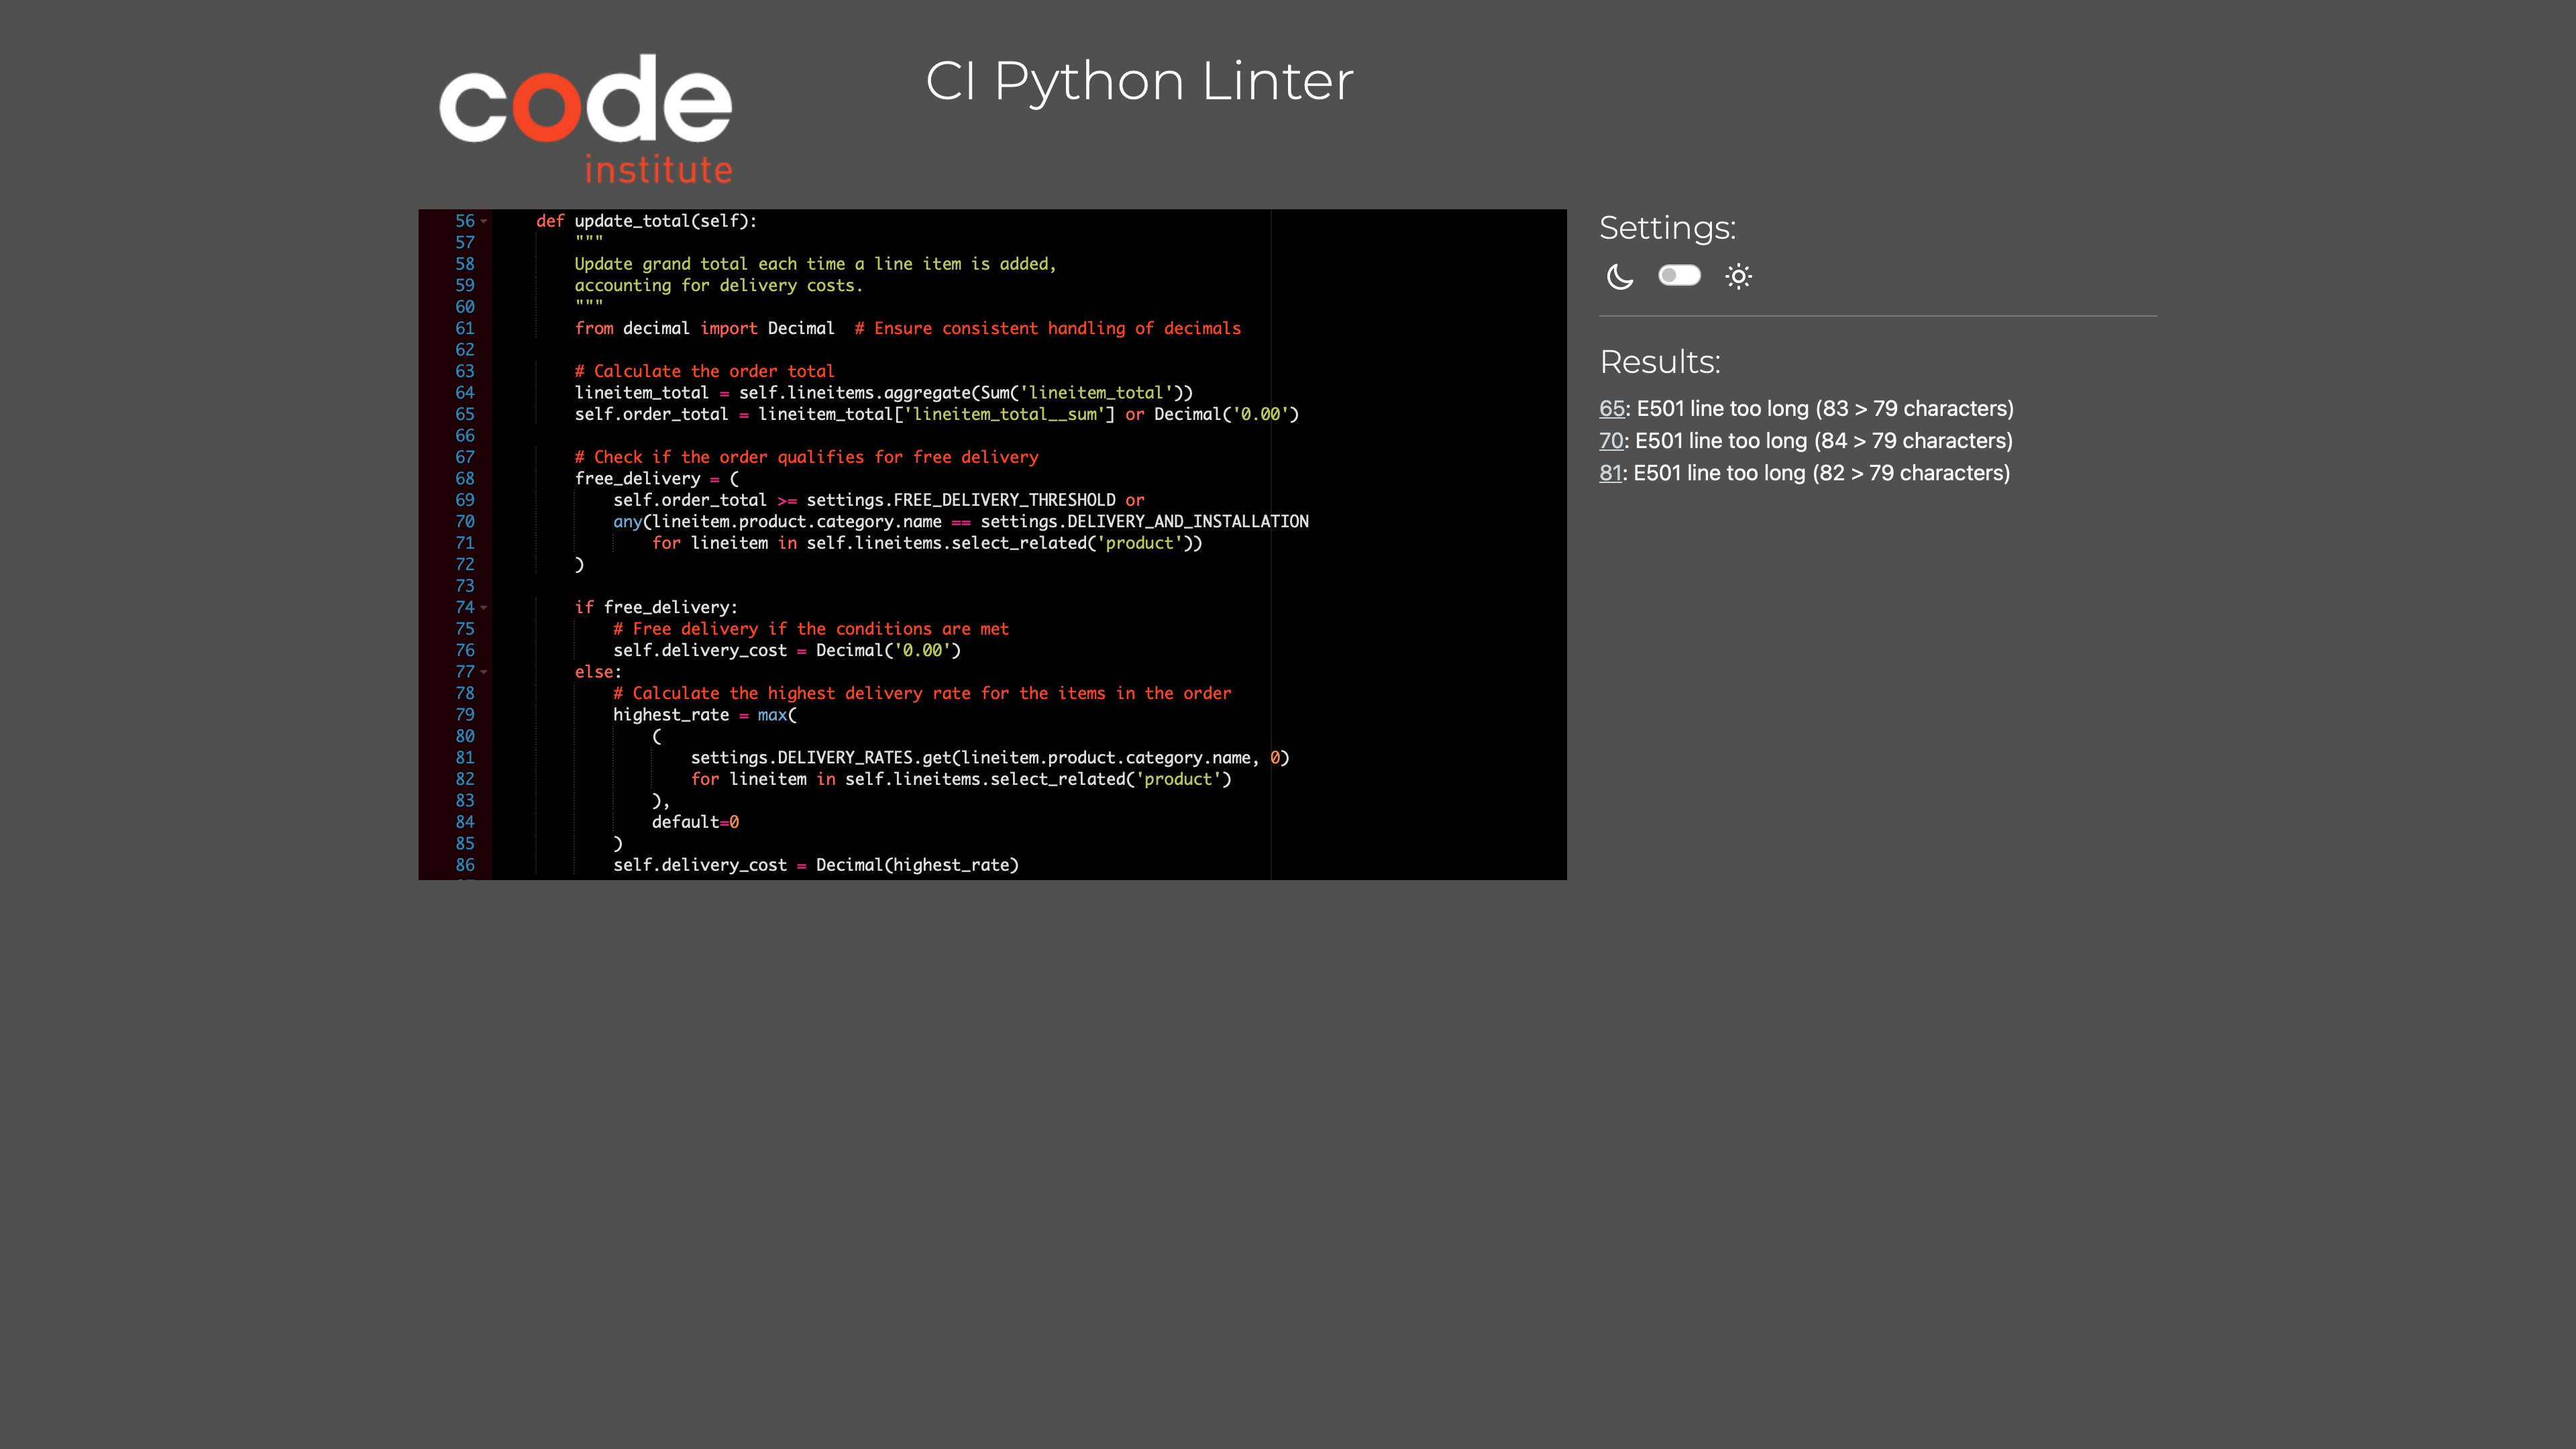 code
institute
CI Python Linter
56 def update_total(self):
57 """
58 Update grand total each time a line item is added,
59 accounting for delivery costs.
60 """
61 from decimal import Decimal  # Ensure consistent handling of decimals
62
63 # Calculate the order total
64 lineitem_total = self.lineitems.aggregate(Sum('lineitem_total'))
65 self.order_total = lineitem_total['lineitem_total__sum'] or Decimal('0.00')
66
67 # Check if the order qualifies for free delivery
68 free_delivery = (
69 self.order_total >= settings.FREE_DELIVERY_THRESHOLD or
70 any(lineitem.product.category.name == settings.DELIVERY_AND_INSTALLATION
71 for lineitem in self.lineitems.select_related('product'))
72 )
73
74 if free_delivery:
75 # Free delivery if the conditions are met
76 self.delivery_cost = Decimal('0.00')
77 else:
78 # Calculate the highest delivery rate for the items in the order
79 highest_rate = max(
80 (
81 settings.DELIVERY_RATES.get(lineitem.product.category.name, 0)
82 for lineitem in self.lineitems.select_related('product')
83 ),
84 default=0
85 )
86 self.delivery_cost = Decimal(highest_rate)
Settings:
Results:
65: E501 line too long (83 > 79 characters)
70: E501 line too long (84 > 79 characters)
81: E501 line too long (82 > 79 characters)